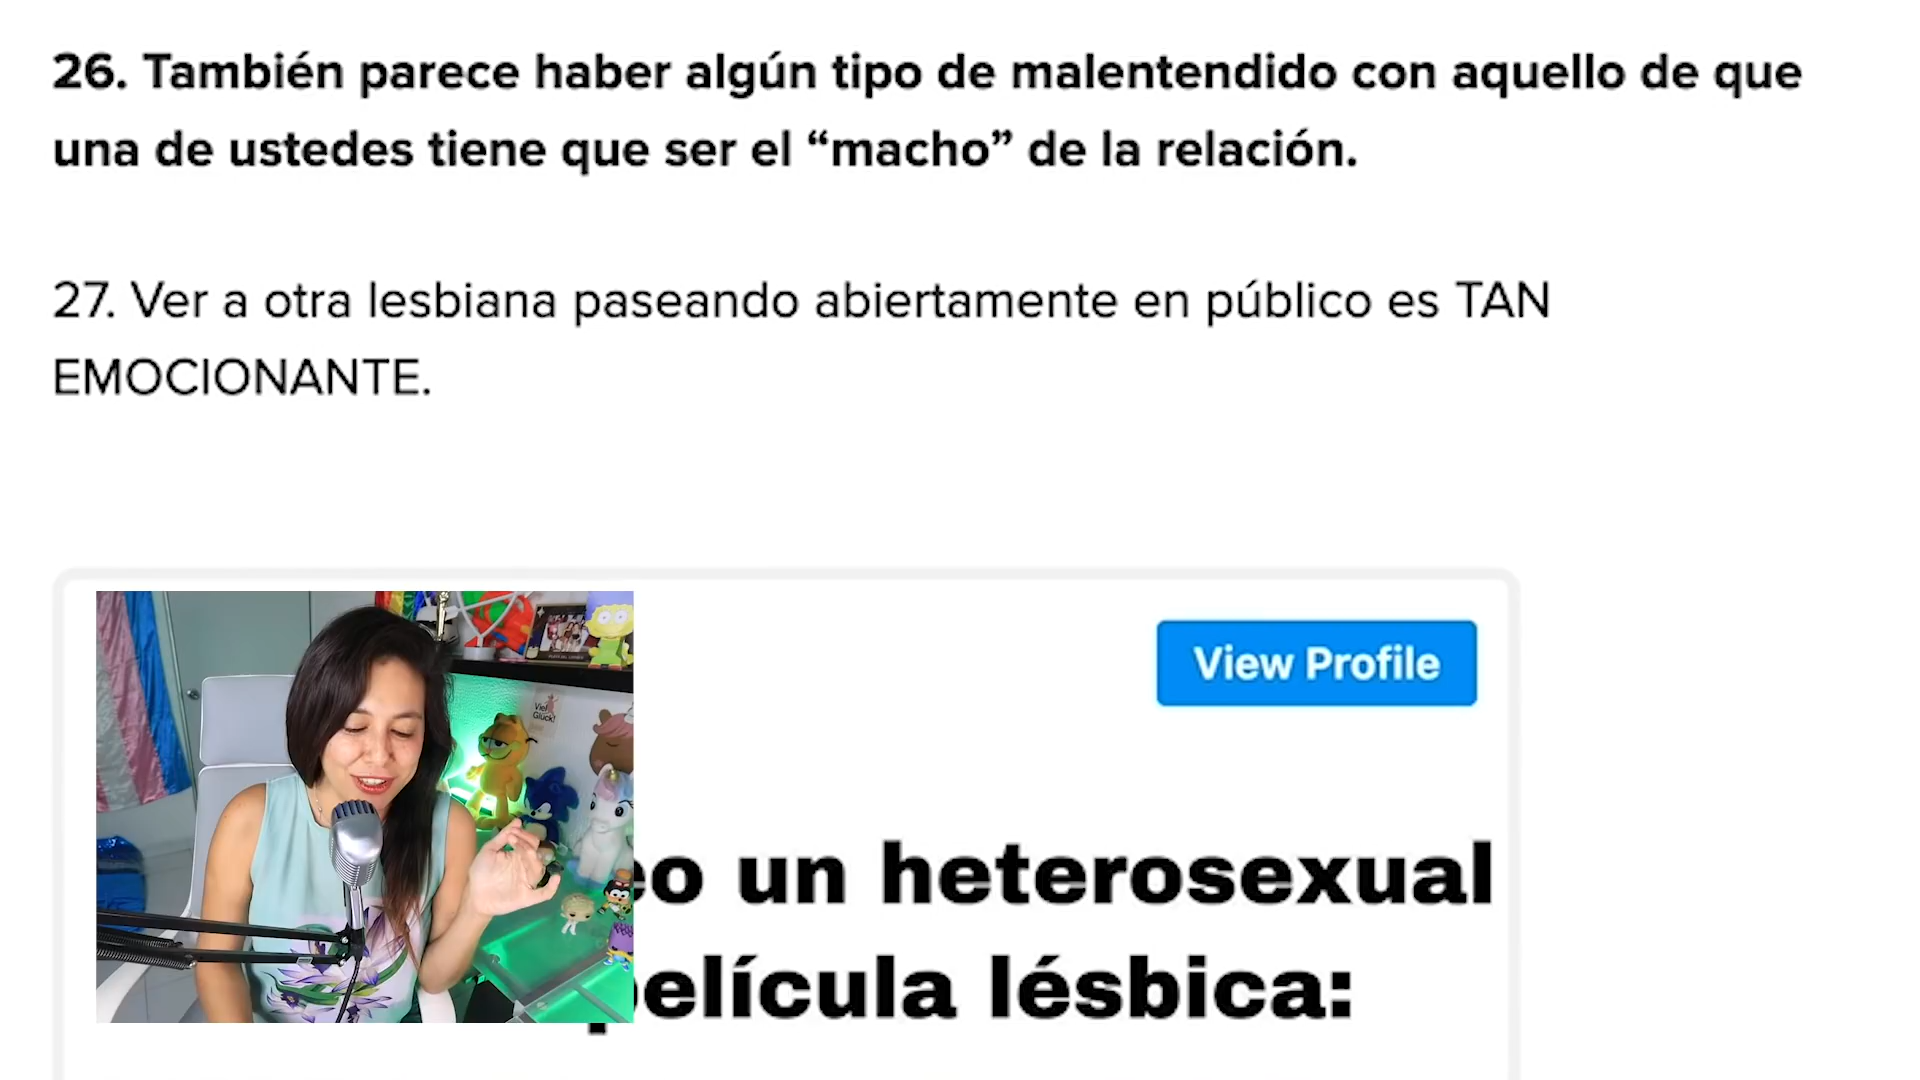 26. También parece haber algún tipo de malentendido con aquello de que
una de ustedes tiene que ser el “macho” de la relación.
27. Ver a otra lesbiana paseando abiertamente en público es TAN
EMOCIONANTE.
View Profile
Viel
Glück!
un heterosexual
película lésbica: